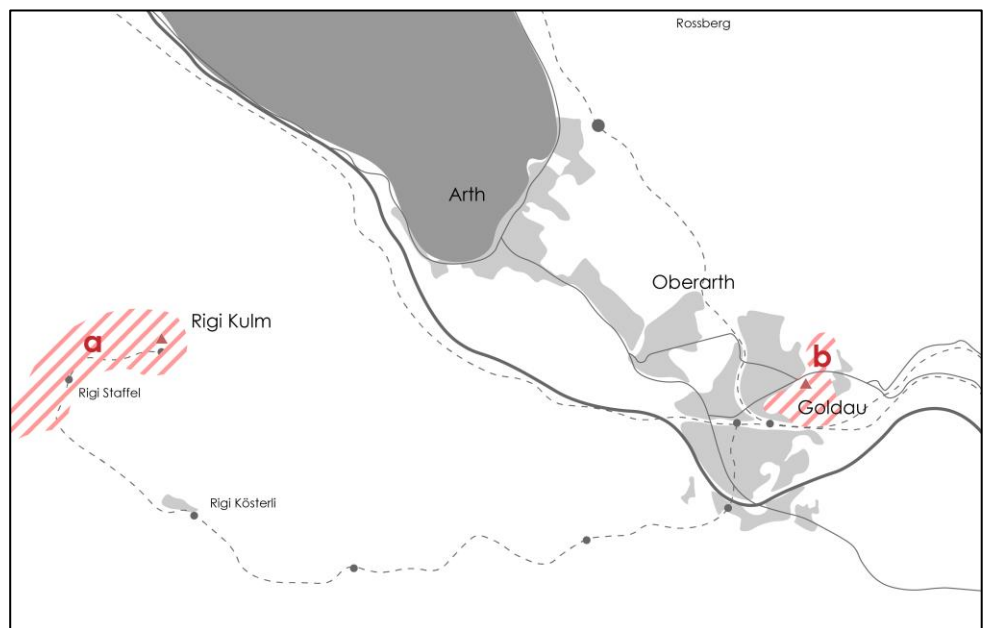 Rossberg
Arth
Oberarth
Rigi Kulm
a
b
Rigi Staffel
Goldau
Rigi Kösterli